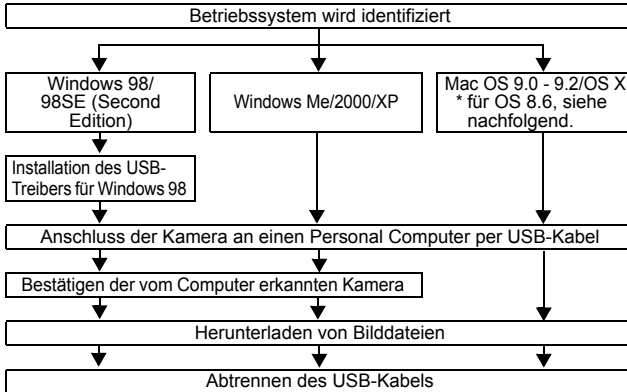 Betriebssystem wird identifiziert
Windows 98/
98SE (Second
Edition)
Windows Me/2000/XP
Mac OS 9.0 - 9.2/OS X
* für OS 8.6, siehe
nachfolgend.
Installation des USB-
Treibers für Windows 98
Anschluss der Kamera an einen Personal Computer per USB-Kabel
Bestätigen der vom Computer erkannten Kamera
Herunterladen von Bilddateien
Abtrennen des USB-Kabels